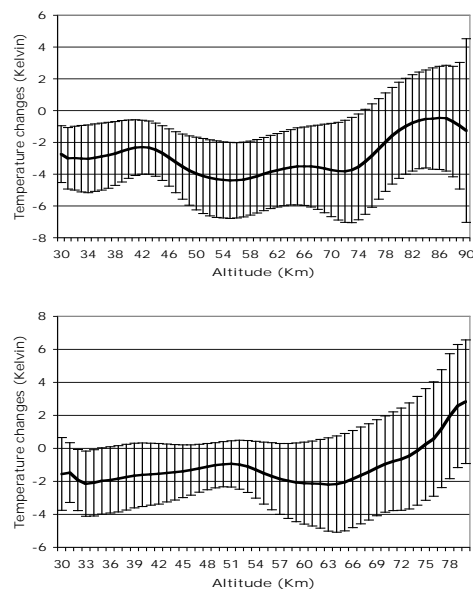 6
4
2
0
-2
-4
-6
-8
Temperature changes (Kelvin)
30 34 38 42 46 50 54 58 62 66 70 74 78 82 86 90
Altitude (Km)
8
6
4
2
0
-2
-4
-6
Temperature changes (Kelvin)
30 33 36 39 42 45 48 51 54 57 60 63 66 69 72 75 78
Altitude (Km)